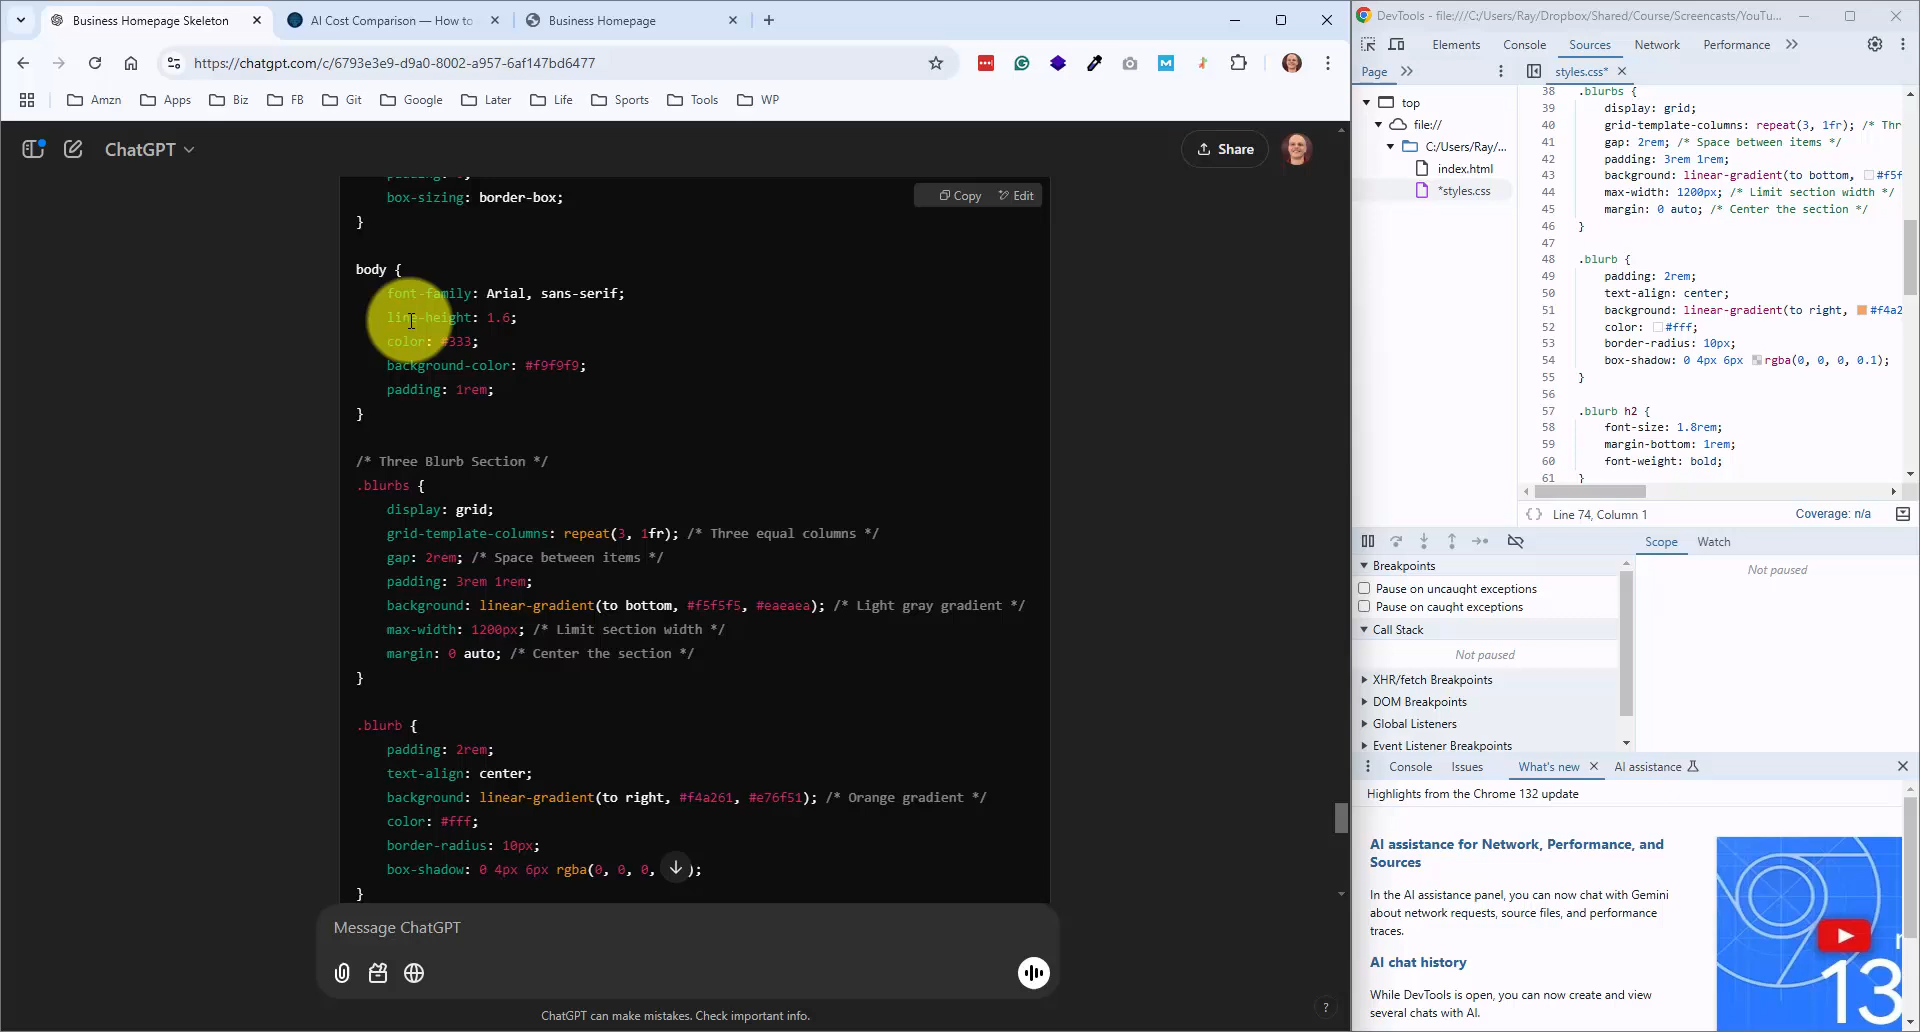 Business Homepage Skeleton
AI Cost Comparison — How to
Business Homepage
https://chatgpt.com/c/6793e3e9-d9a0-8002-a957-6af147bd6477
Amzn
Apps
Biz
FB
Git
Google
Later
Life
Sports
Tools
WP
ChatGPT
Share
Copy
Edit
box-sizing: border-box;
}
body {
font-family: Arial, sans-serif;
line-height: 1.6;
color: #333;
background-color: #f9f9f9;
padding: 1rem;
}
/* Three Blurb Section */
.blurbs {
display: grid;
grid-template-columns: repeat(3, 1fr); /* Three equal columns */
gap: 2rem; /* Space between items */
padding: 3rem 1rem;
background: linear-gradient(to bottom, #f5f5f5, #eaeaea); /* Light gray gradient */
max-width: 1200px; /* Limit section width */
margin: 0 auto; /* Center the section */
}
.blurb {
padding: 2rem;
text-align: center;
background: linear-gradient(to right, #f4a261, #e76f51); /* Orange gradient */
color: #fff;
border-radius: 10px;
box-shadow: 0 4px 6px rgba(0, 0, 0, );
}
Message ChatGPT
ChatGPT can make mistakes. Check important info.
?
DevTools - file:///C:/Users/Ray/Dropbox/Shared/Course/Screencasts/YouTu...
Elements
Console
Sources
Network
Performance
Page
styles.css*
top
file://
C:/Users/Ray/...
index.html
*styles.css
38 .blurbs {
39 display: grid;
40 grid-template-columns: repeat(3, 1fr); /* Thr
41 gap: 2rem; /* Space between items */
42 padding: 3rem 1rem;
43 background: linear-gradient(to bottom, #f5f
44 max-width: 1200px; /* Limit section width */
45 margin: 0 auto; /* Center the section */
46 }
47
48 .blurb {
49 padding: 2rem;
50 text-align: center;
51 background: linear-gradient(to right, #f4a2
52 color: #fff;
53 border-radius: 10px;
54 box-shadow: 0 4px 6px rgba(0, 0, 0, 0.1);
55 }
56
57 .blurb h2 {
58 font-size: 1.8rem;
59 margin-bottom: 1rem;
60 font-weight: bold;
61 }
{ } Line 74, Column 1
Coverage: n/a
Scope
Watch
Not paused
Breakpoints
Pause on uncaught exceptions
Pause on caught exceptions
Call Stack
Not paused
XHR/fetch Breakpoints
DOM Breakpoints
Global Listeners
Event Listener Breakpoints
Console
Issues
What's new
AI assistance
Highlights from the Chrome 132 update
AI assistance for Network, Performance, and
Sources
In the AI assistance panel, you can now chat with Gemini
about network requests, source files, and performance
traces.
AI chat history
While DevTools is open, you can now create and view
several chats with AI.
13